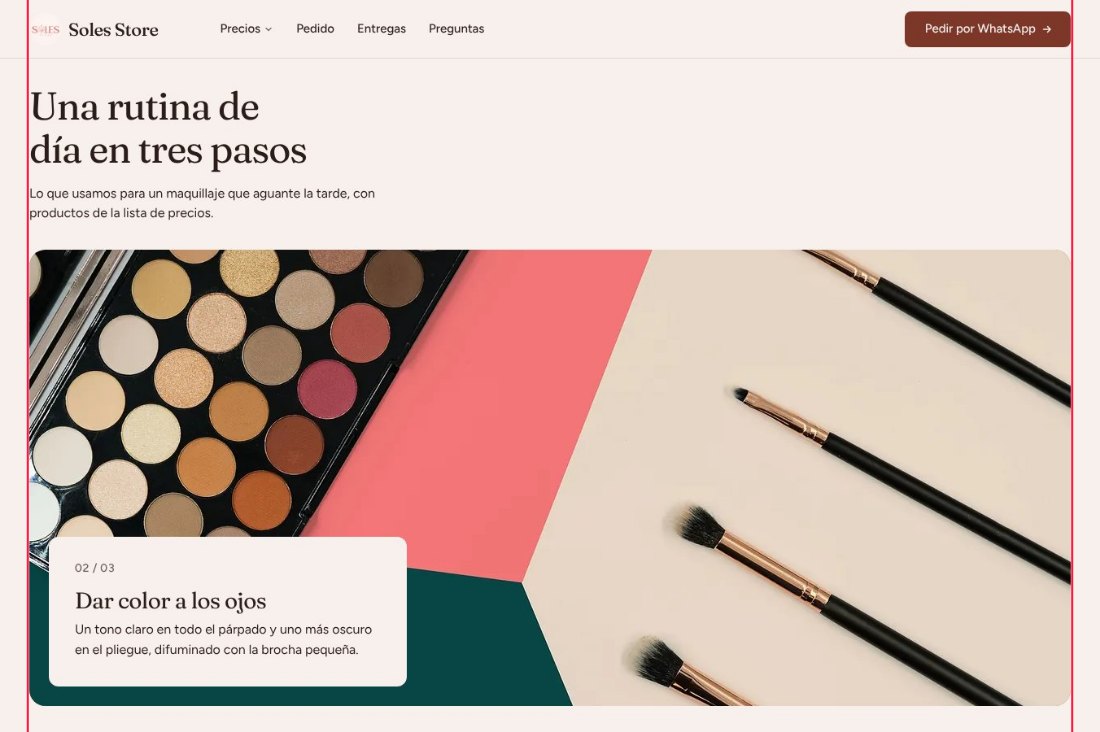 SOLES
Soles Store
Precios
Pedido
Entregas
Preguntas
Pedir por WhatsApp →
Una rutina de
día en tres pasos
Lo que usamos para un maquillaje que aguante la tarde, con
productos de la lista de precios.
02 / 03
Dar color a los ojos
Un tono claro en todo el párpado y uno más oscuro
en el pliegue, difuminado con la brocha pequeña.